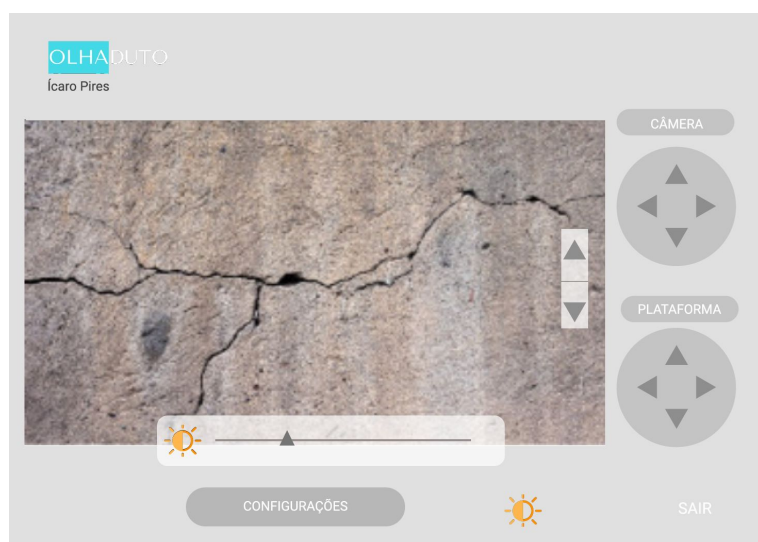 OLHADUTO
Ícaro Pires
CÂMERA
PLATAFORMA
CONFIGURAÇÕES
SAIR